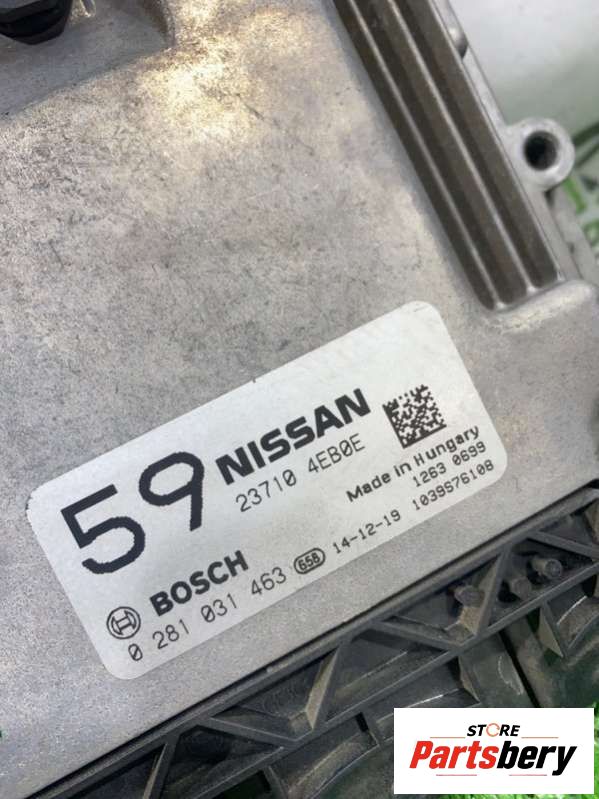 59 NISSAN
23710 4EB0E
Made in Hungary
1263 0699
BOSCH
0 281 031 463 658 14-12-19 1039S76108
STORE
Partsbery